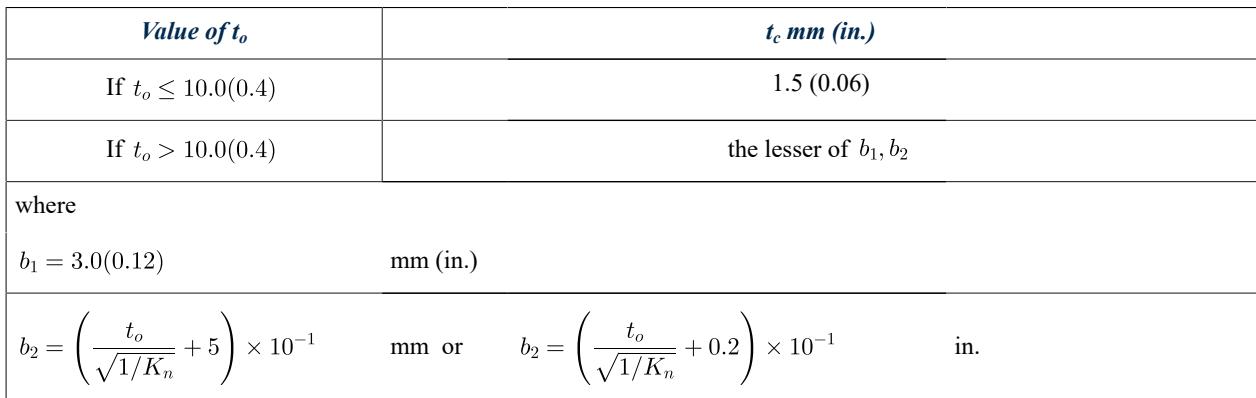 Value of tₒ tc mm (in.)
If tₒ ≤ 10.0(0.4) 1.5 (0.06)
If tₒ > 10.0(0.4) the lesser of b₁, b₂
where
b₁ = 3.0(0.12) mm (in.)
b₂ = (tₒ / √(1/Kₙ) + 5) × 10⁻¹ mm or b₂ = (tₒ / √(1/Kₙ) + 0.2) × 10⁻¹ in.